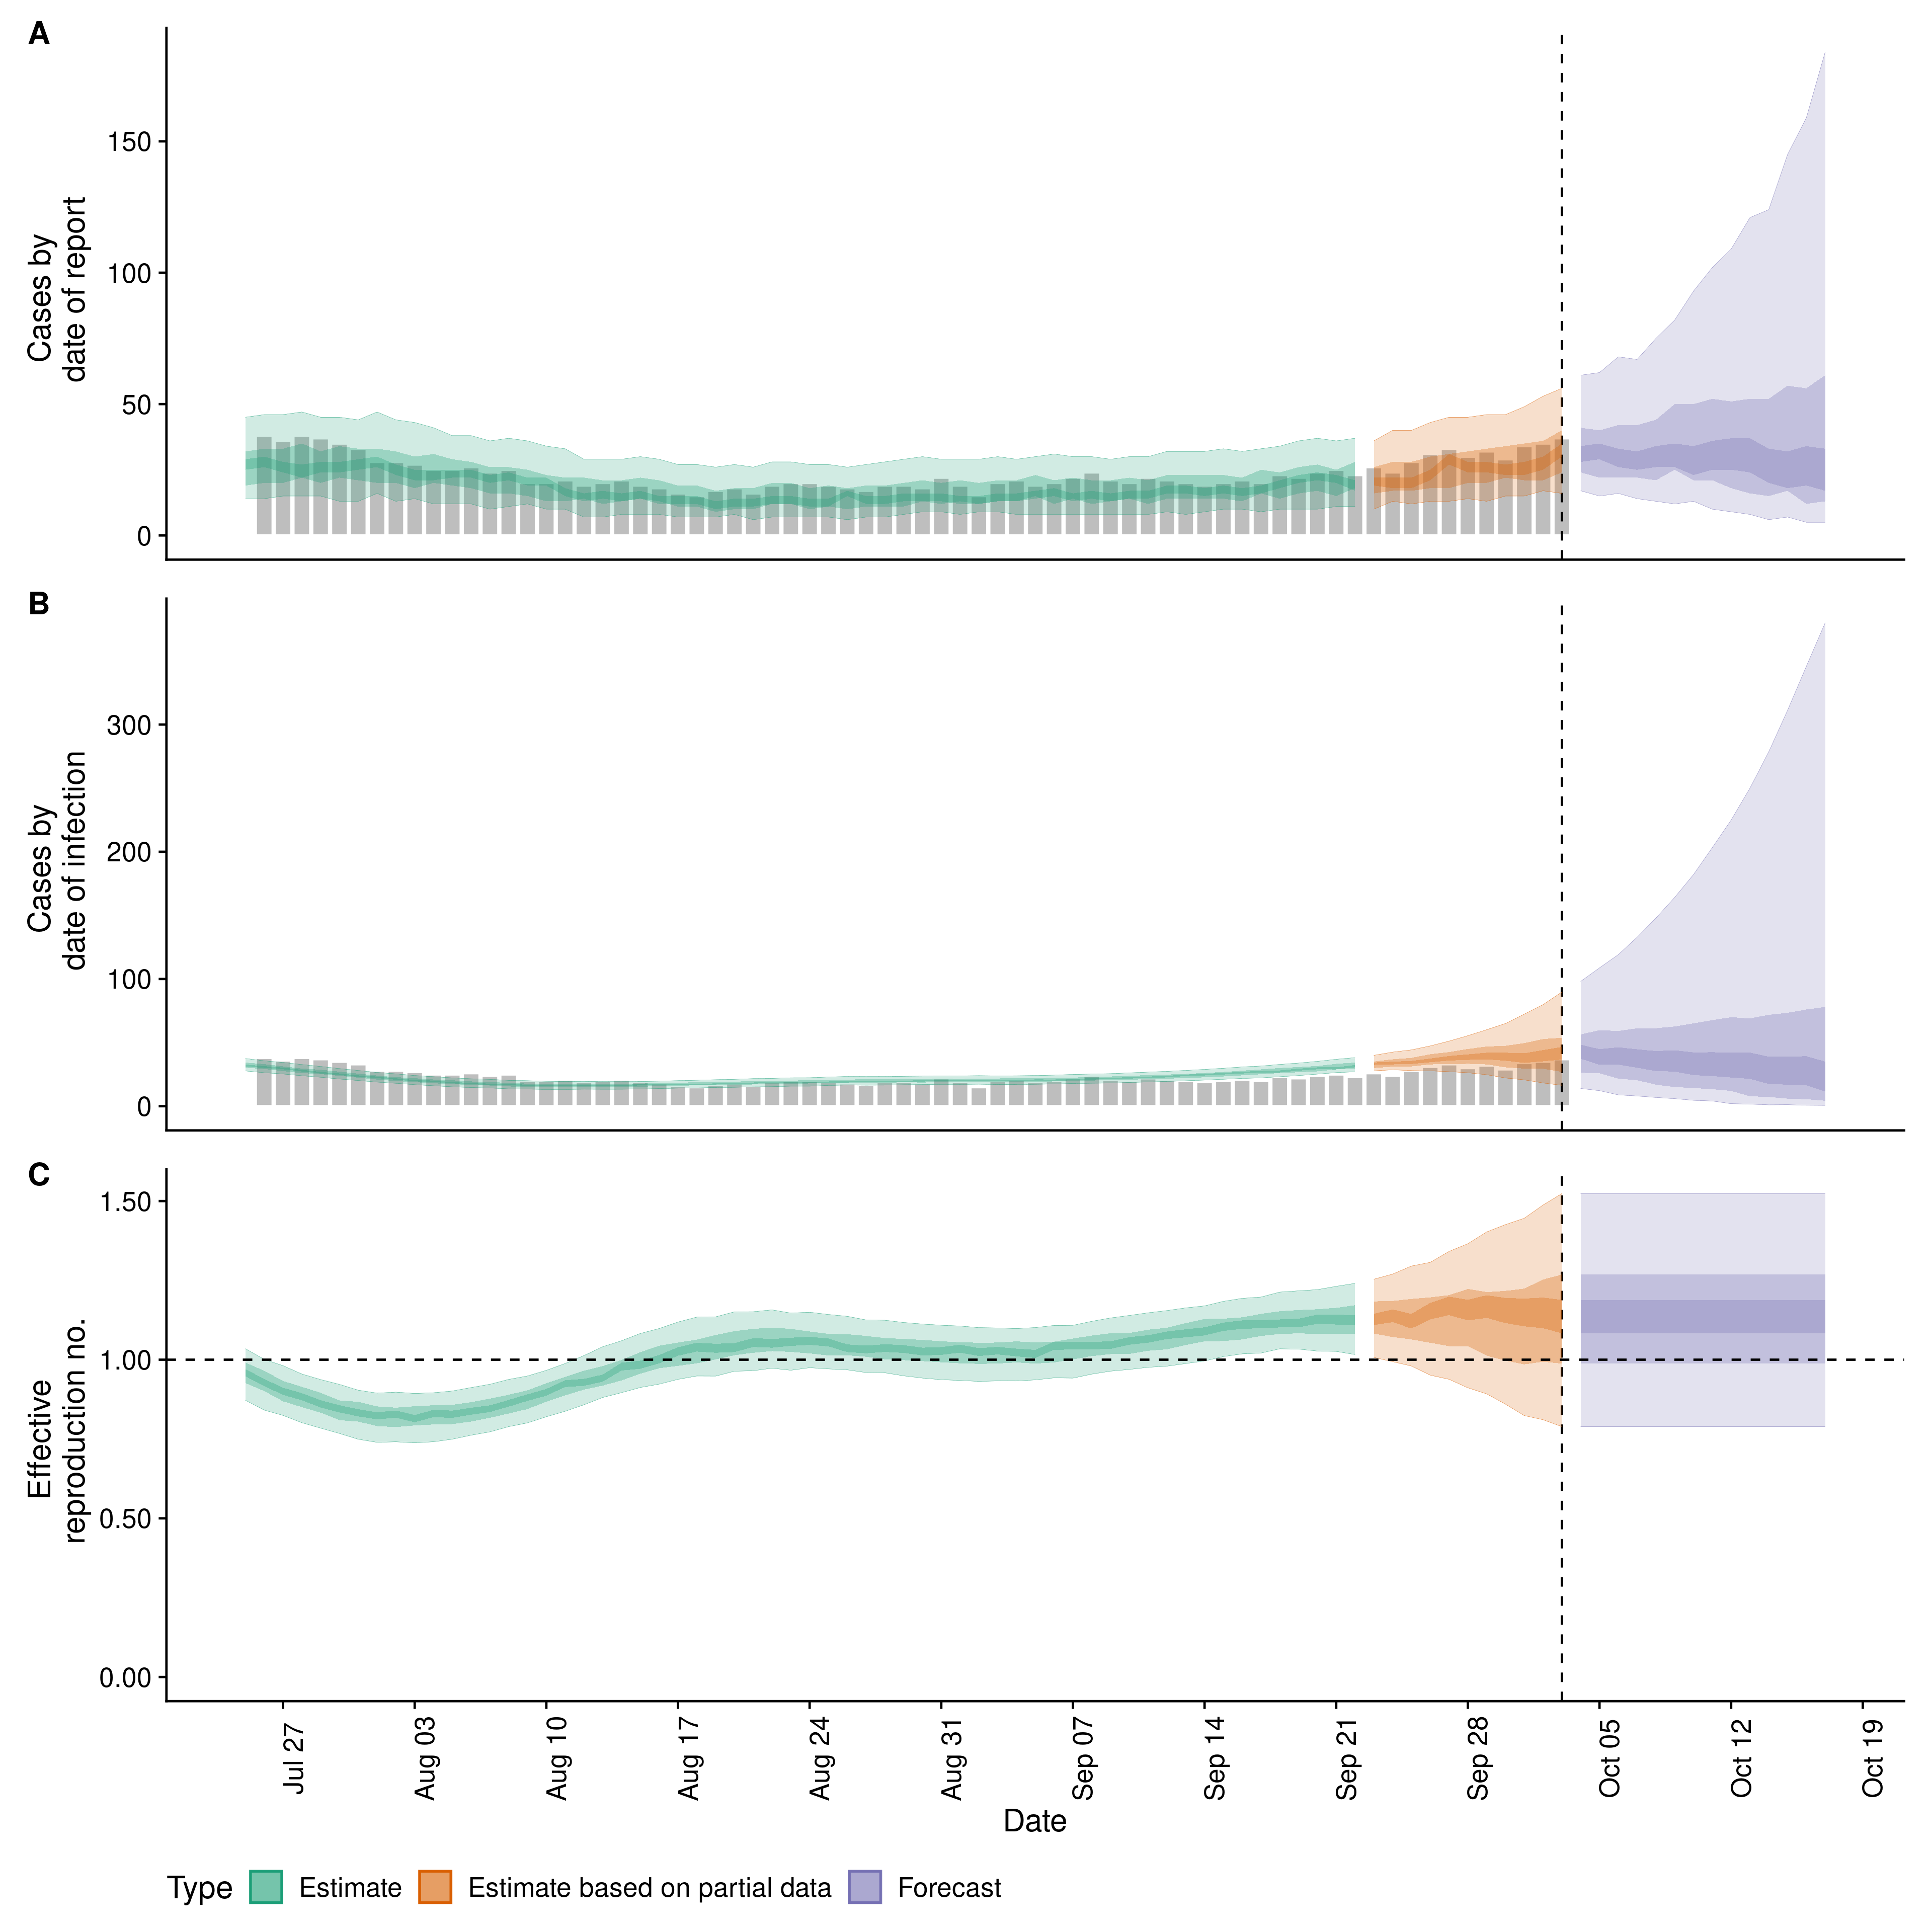 A
Cases by
date of report
150
100
50
0
B
Cases by
date of infection
300
200
100
0
C
Effective
reproduction no.
1.50
1.00
0.50
0.00
Jul 27
Aug 03
Aug 10
Aug 17
Aug 24
Aug 31
Sep 07
Sep 14
Sep 21
Sep 28
Oct 05
Oct 12
Oct 19
Date
Type Estimate Estimate based on partial data Forecast